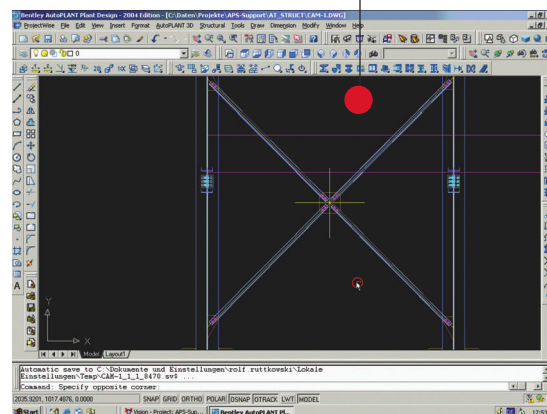 Bentley AutoPLANT Plant Design - 2004 Edition - [C:\Daten\Projekte\APS-Support\AT_STRUCT\CAM-1.DWG]
ProjectWise File Edit View Insert Format AutoPLANT 3D Structural Tools Draw Dimension Modify Window Help
0
Y
X
Model Layout1
Automatic save to C:\Dokumente und Einstellungen\rolf.ruttkovski\Lokale
Einstellungen\Temp\CAM-1_1_1_8470.sv$ ...
Command: Specify opposite corner:
2035.9201, 1017.4876, 0.0000 SNAP GRID ORTHO POLAR OSNAP OTRACK LWT MODEL
Start Vision - Project: APS-Sup... Bentley AutoPLANT Pl...